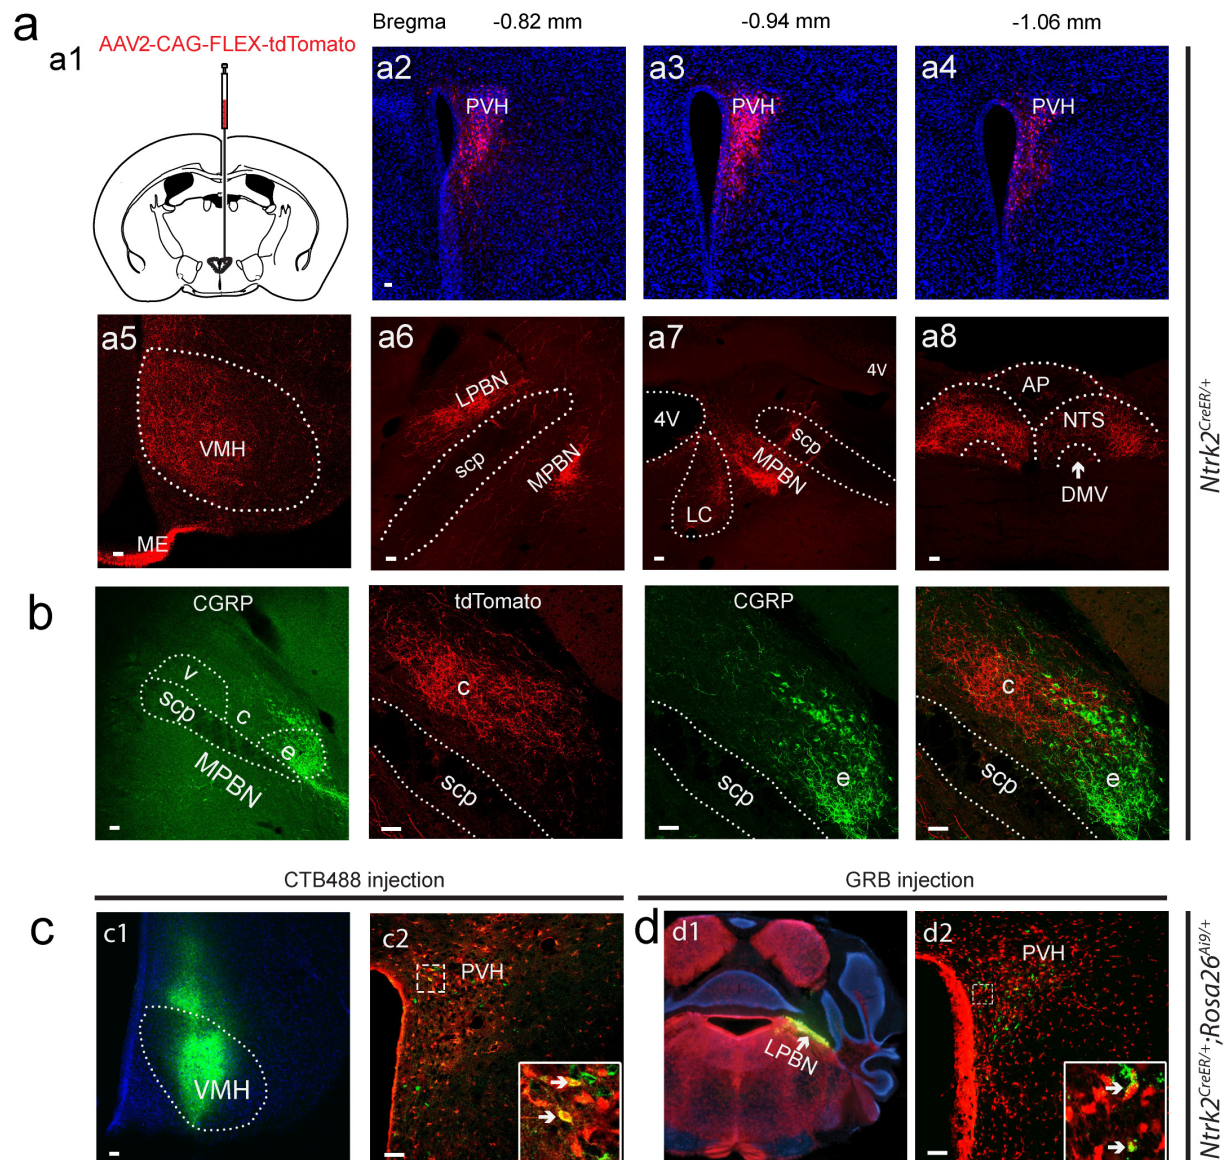 a
Bregma -0.82 mm -0.94 mm -1.06 mm
a1
AAV2-CAG-FLEX-tdTomato
a2
PVH
a3
PVH
a4
PVH
a5
VMH
ME
a6
LPBN
scp
MPBN
a7
4V
4V
scp
MPBN
LC
a8
AP
NTS
DMV
Ntrk2CreER/+
b
CGRP
v
scp
c
e
MPBN
tdTomato
c
scp
CGRP
scp
e
c
scp
e
CTB488 injection
GRB injection
c
c1
VMH
c2
PVH
d
d1
LPBN
d2
PVH
Ntrk2CreER/+;Rosa26Ai9/+